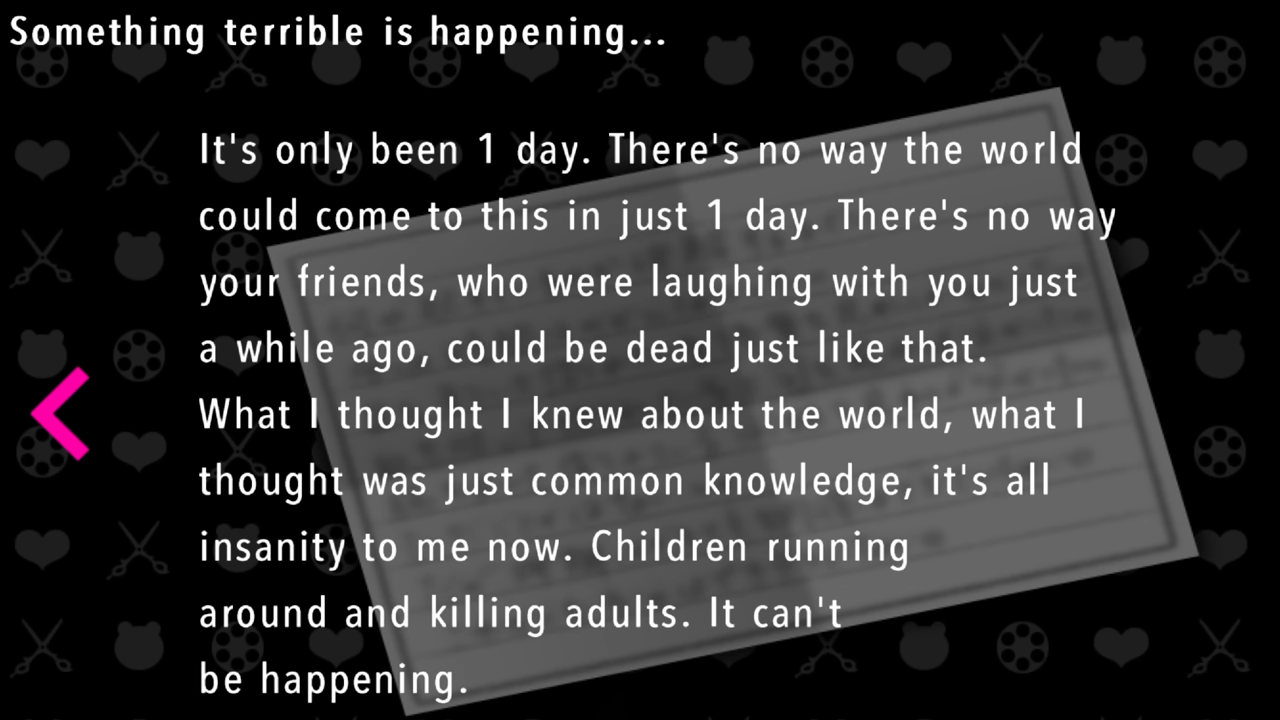 Something terrible is happening...
It's only been 1 day. There's no way the world
could come to this in just 1 day. There's no way
your friends, who were laughing with you just
a while ago, could be dead just like that.
What I thought I knew about the world, what I
thought was just common knowledge, it's all
insanity to me now. Children running
around and killing adults. It can't
be happening.